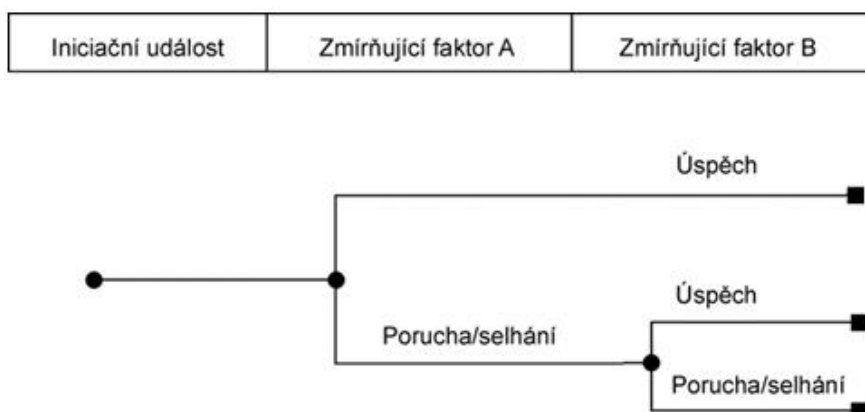 Iniciační událost
Zmírňující faktor A
Zmírňující faktor B
Úspěch
Úspěch
Porucha/selhání
Porucha/selhání